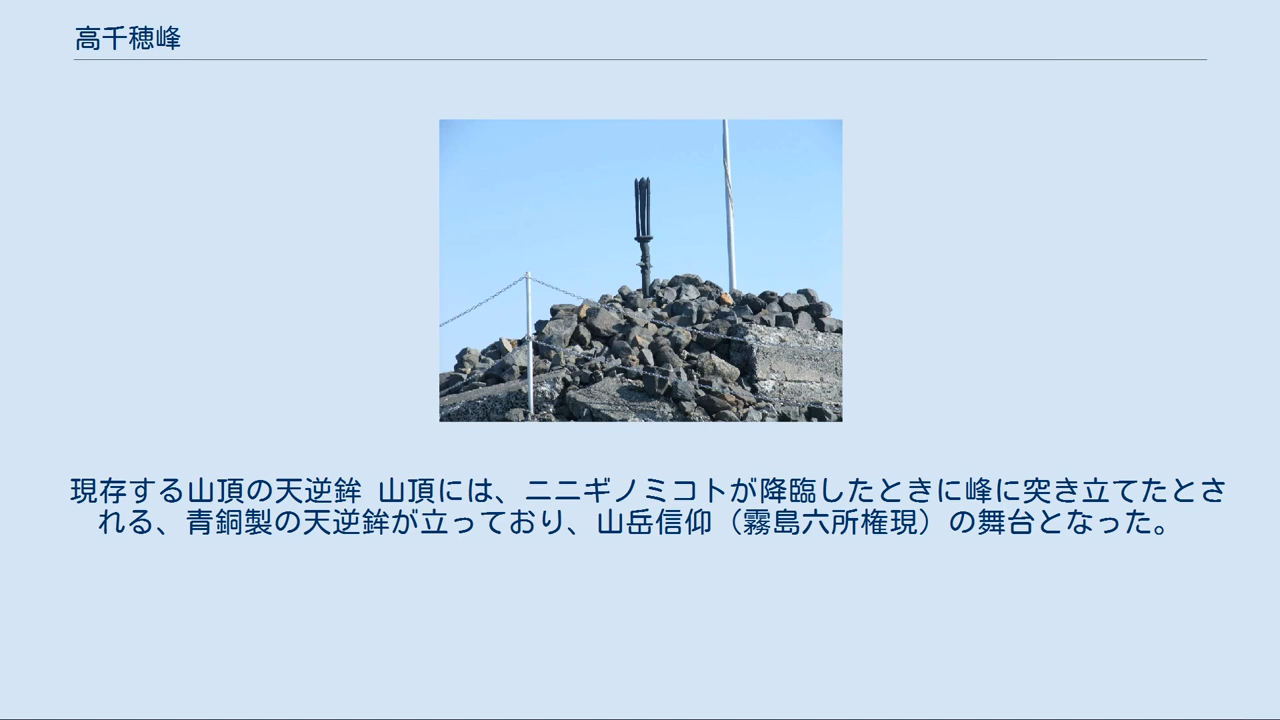 高千穂峰
現存する山頂の天逆鉾 山頂には、ニニギノミコトが降臨したときに峰に突き立てたとさ
れる、青銅製の天逆鉾が立っており、山岳信仰（霧島六所権現）の舞台となった。